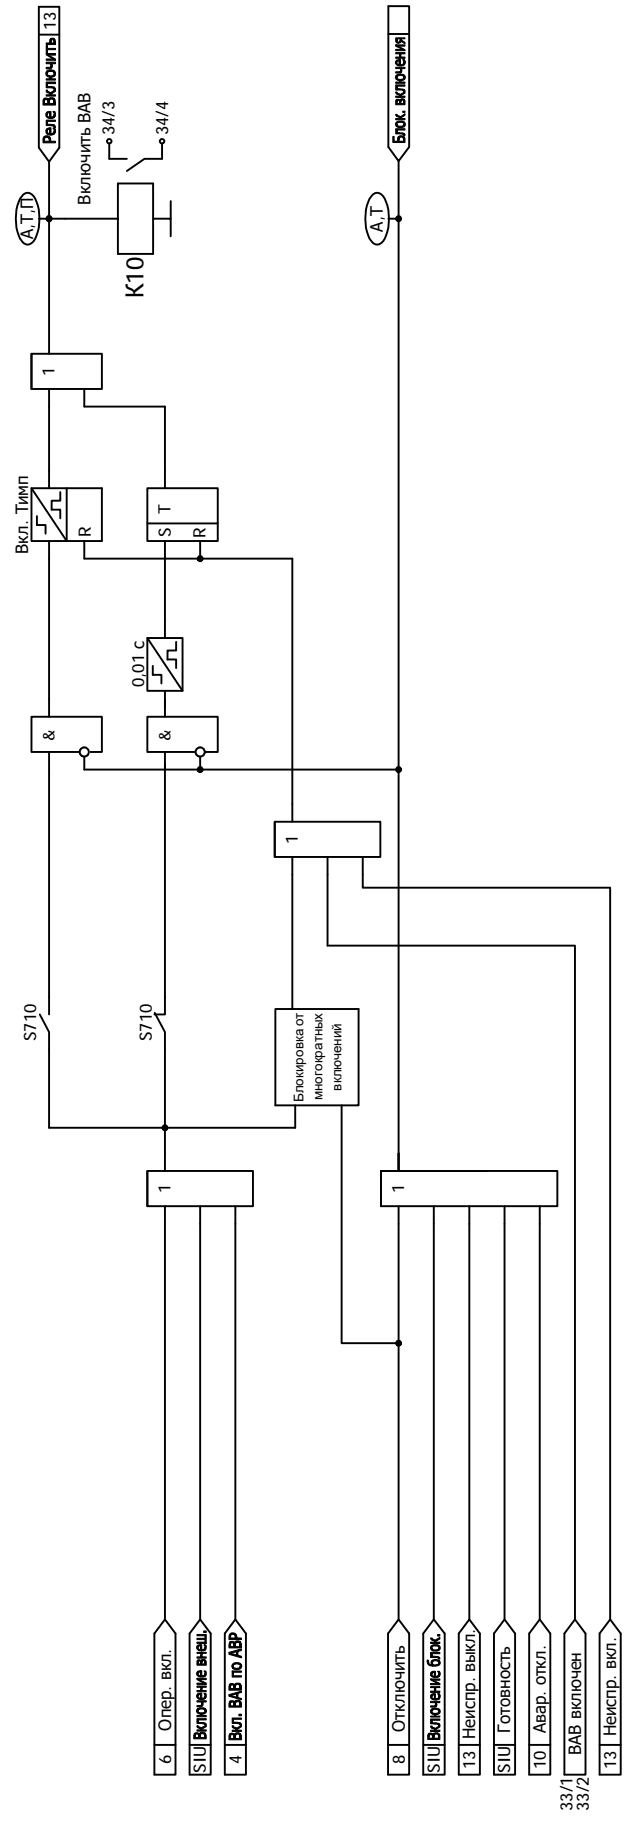 6 Опер. вкл.
SIU Включение внеш.
4 Вкл. ВАВ по АВР
8 Отключить
SIU Включение блок.
13 Неиспр. выкл.
SIU Готовность
10 Авар. откл.
33/1
33/2
ВАВ включен
13 Неиспр. вкл.
1
1
Блокировка от
многократных
включений
S710
S710
1
&
&
0,01 с
Вкл. Тимп
R
S T
R
1
К10
Включить ВАВ
34/3
34/4
А,Т,П
А,Т
Реле Включить 13
Блок. включения